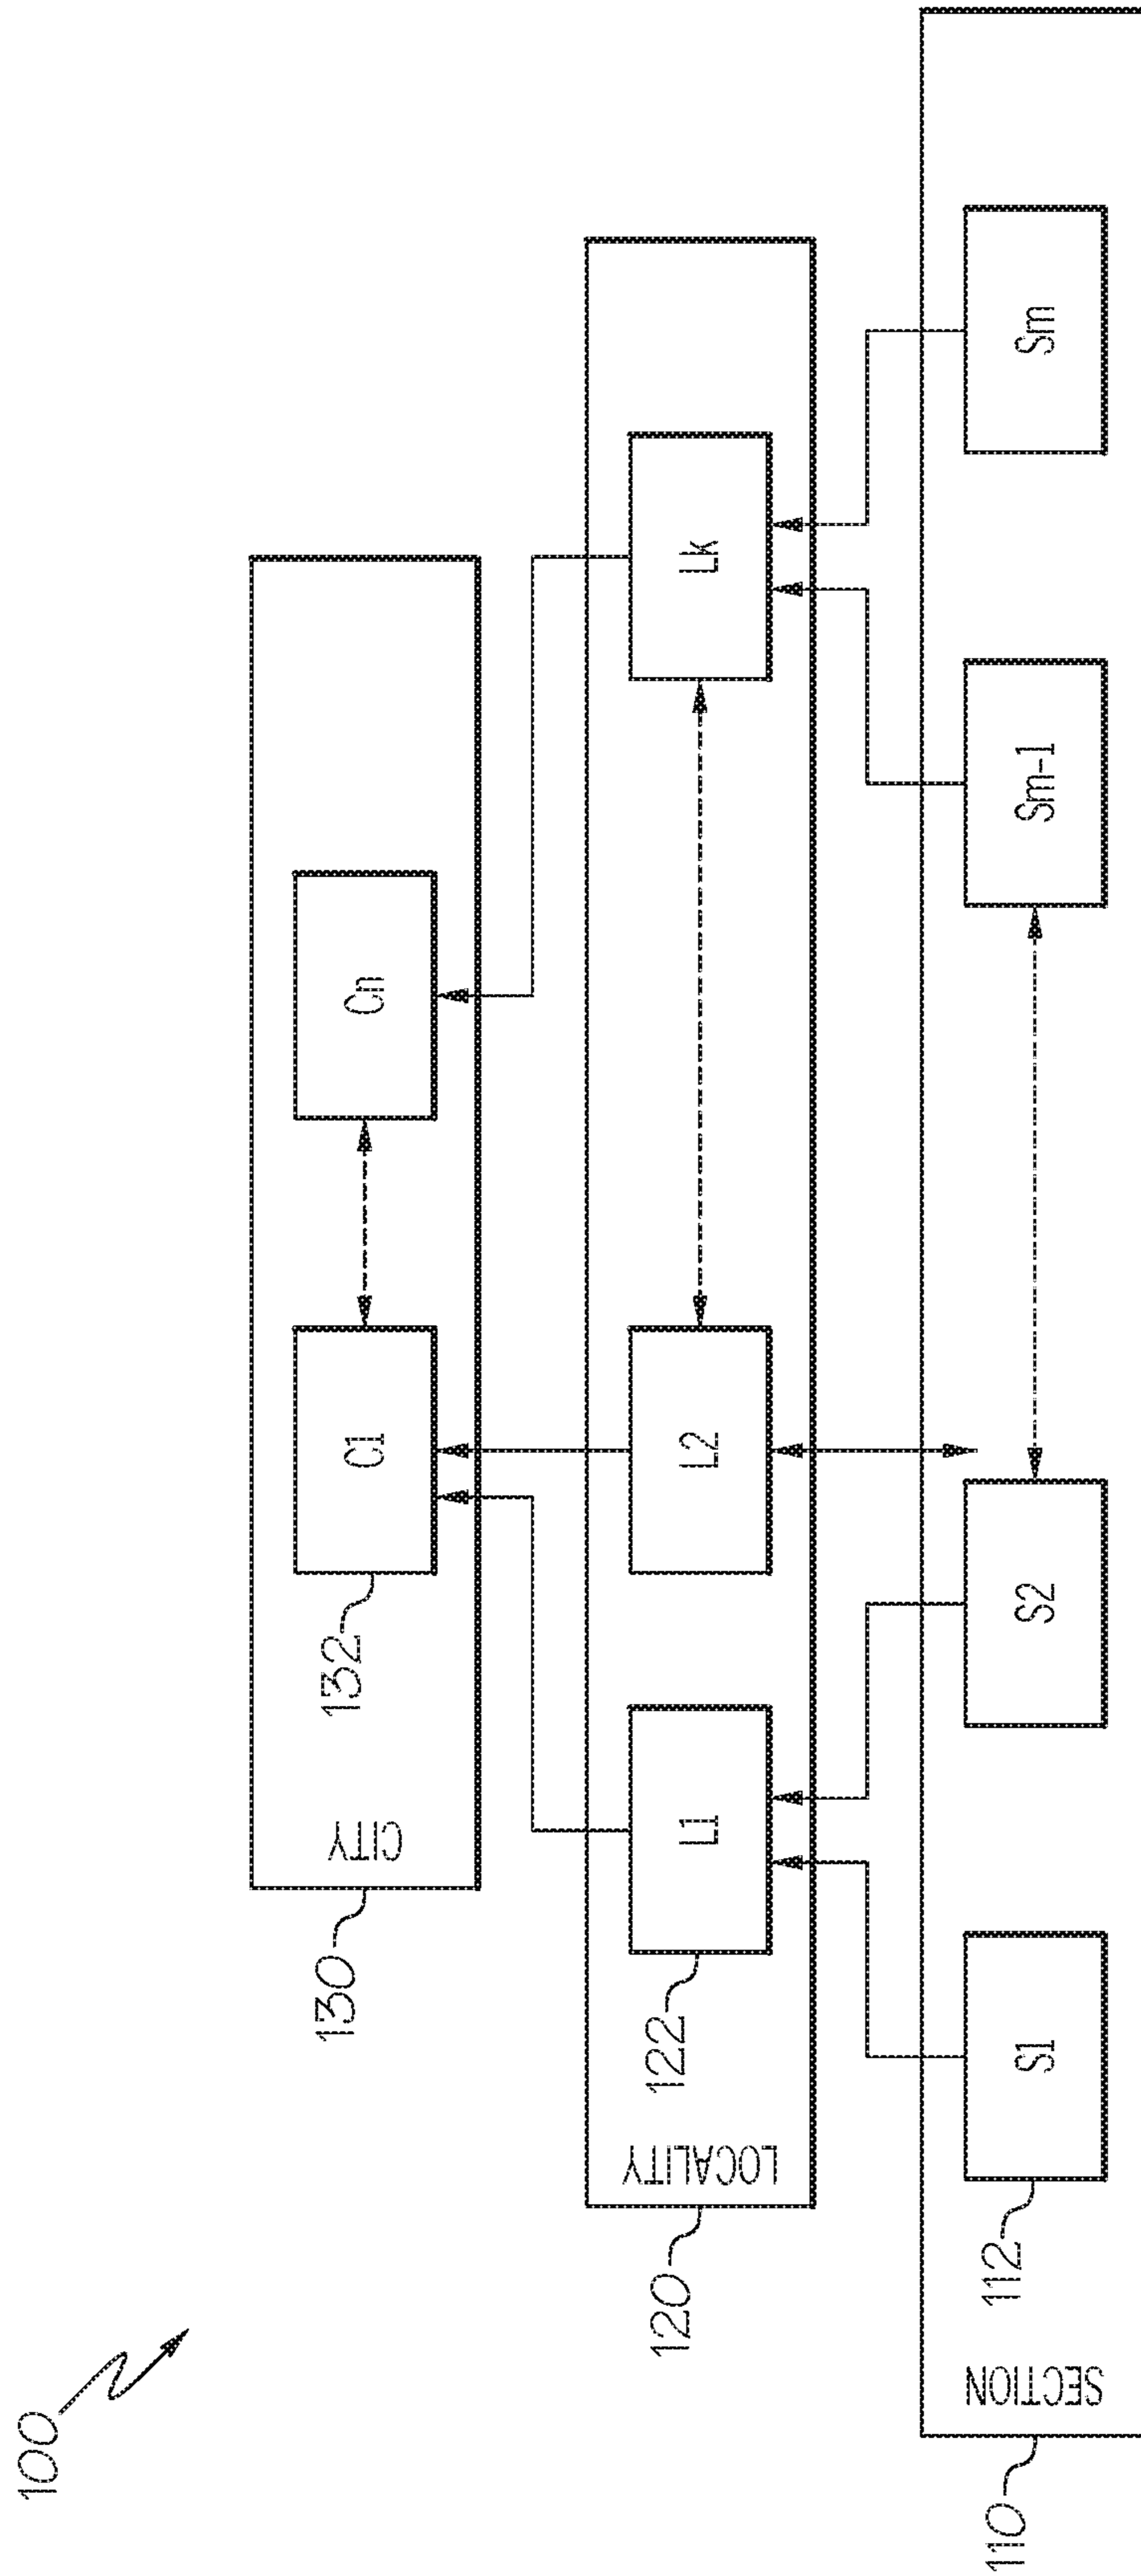 100
130
CITY
132
C1
Cn
120
LOCALITY
122
L1
L2
Lk
110
SECTION
112
S1
S2
Sm-1
Sm